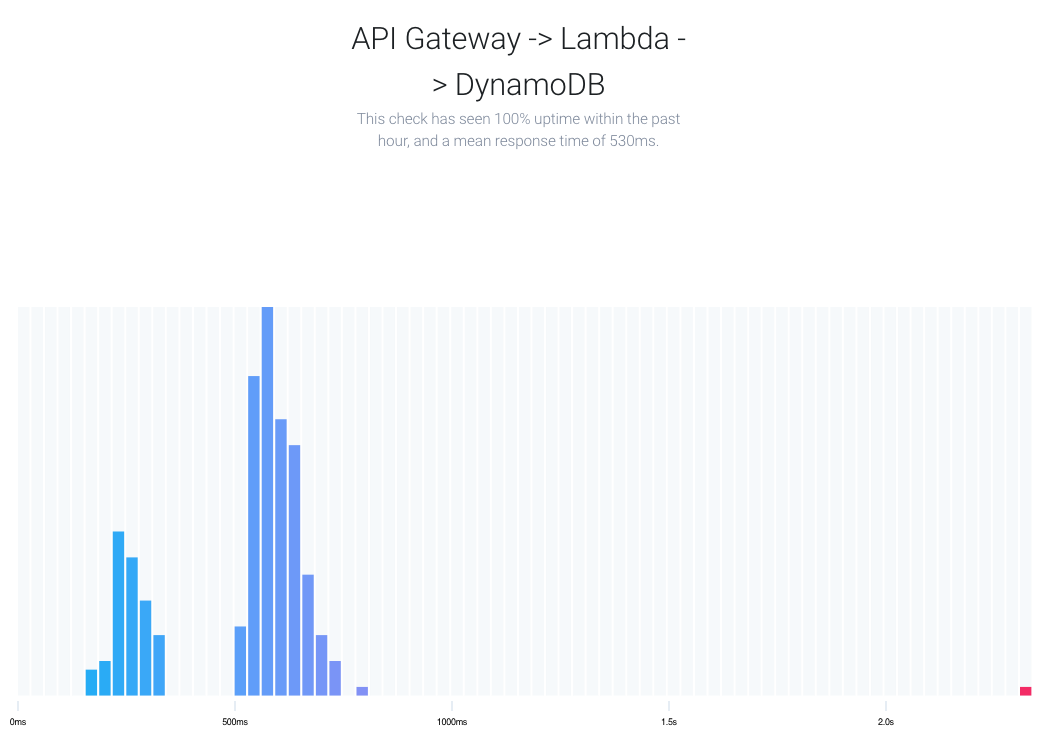 API Gateway -> Lambda -
> DynamoDB
This check has seen 100% uptime within the past
hour, and a mean response time of 530ms.
0ms 500ms 1000ms 1.5s 2.0s